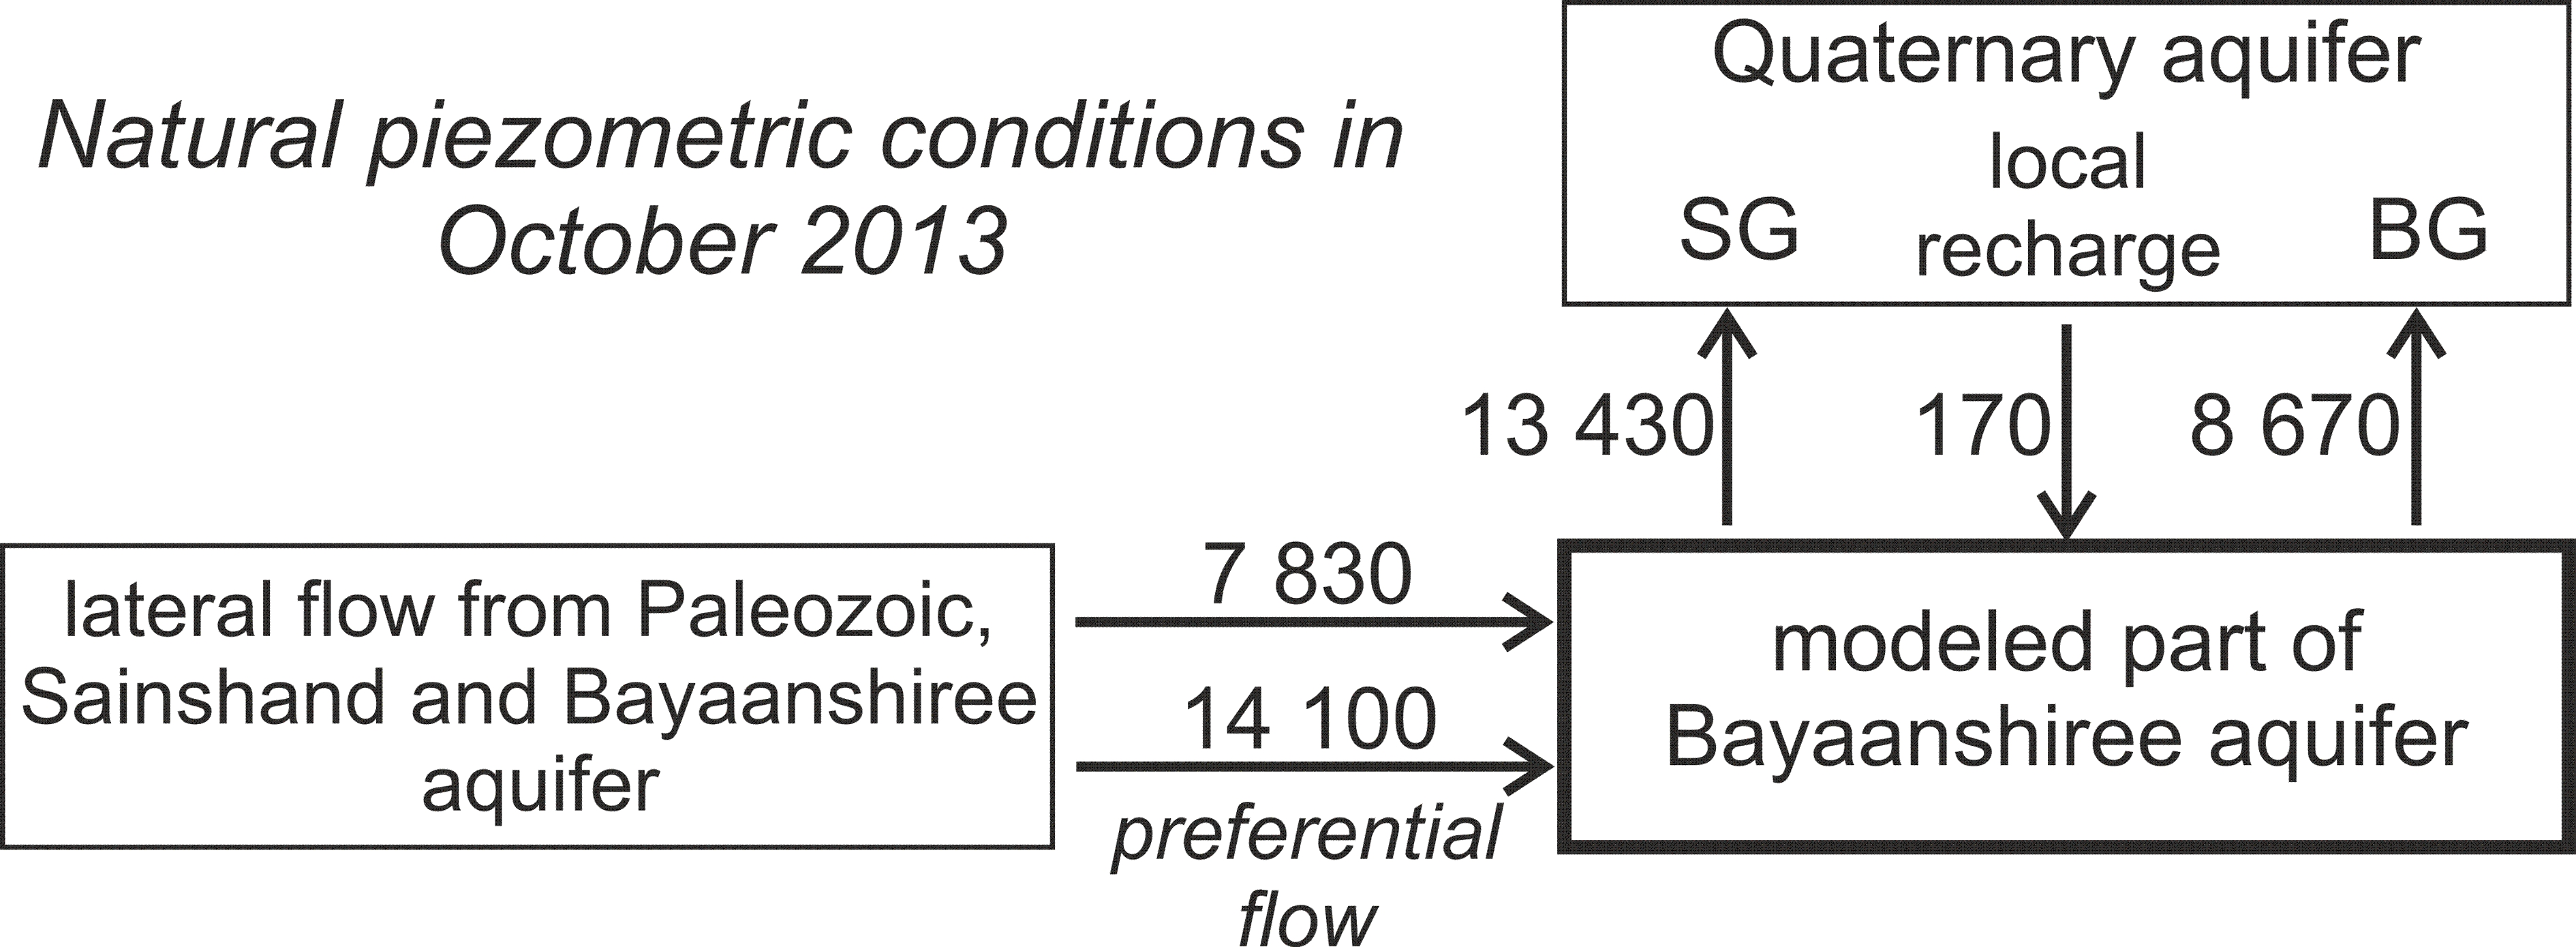 Natural piezometric conditions in
October 2013
Quaternary aquifer
local
recharge
SG
BG
13 430
170
8 670
lateral flow from Paleozoic,
Sainshand and Bayaanshiree
aquifer
7 830
14 100
preferential
flow
modeled part of
Bayaanshiree aquifer